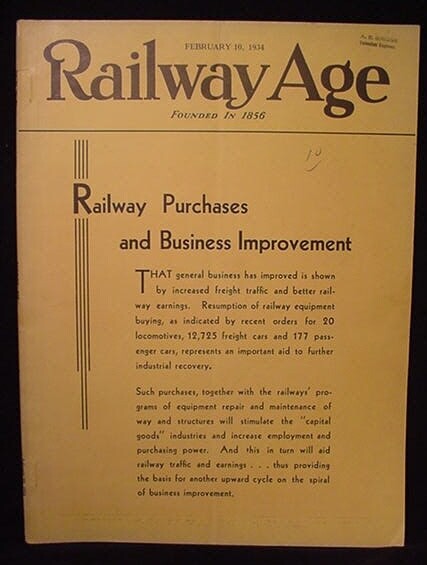 FEBRUARY 10, 1934
Railway Age
FOUNDED IN 1856
10
Railway Purchases
and Business Improvement
THAT general business has improved is shown
by increased freight traffic and better rail-
way earnings. Resumption of railway equipment
buying, as indicated by recent orders for 20
locomotives, 12,725 freight cars and 177 pass-
enger cars, represents an important aid to further
industrial recovery.
Such purchases, together with the railways' pro-
grams of equipment repair and maintenance of
way and structures will stimulate the "capital
goods" industries and increase employment and
purchasing power. And this in turn will aid
railway traffic and earnings . . . thus providing
the basis for another upward cycle on the spiral
of business improvement.